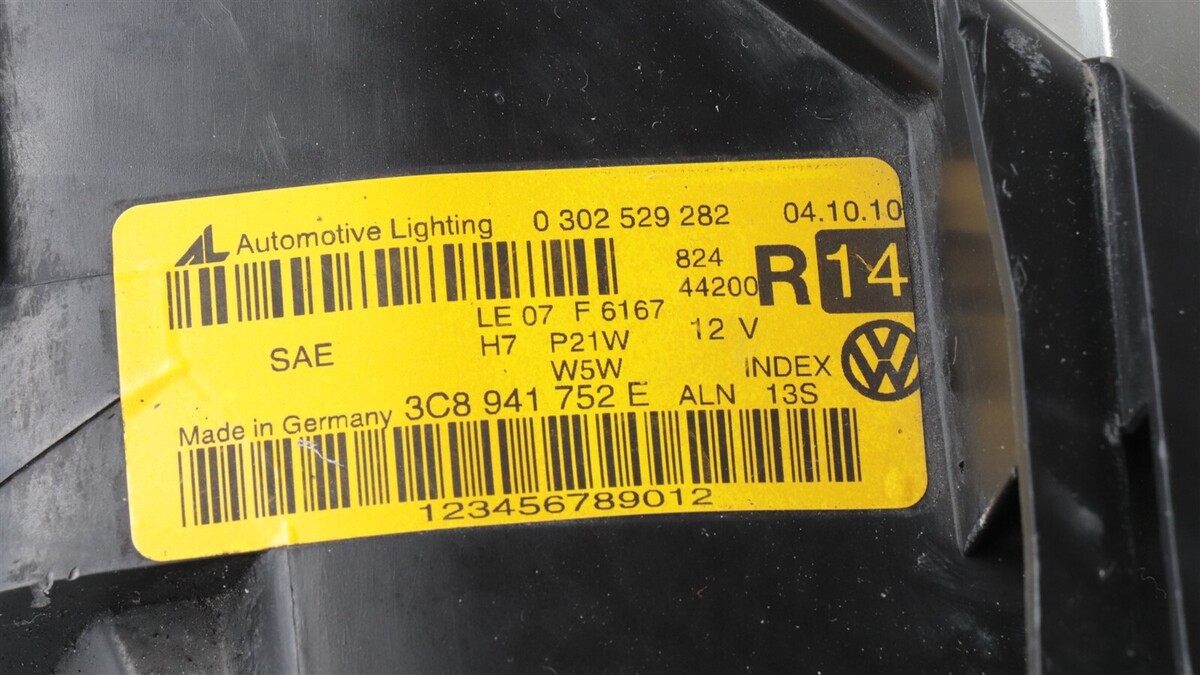 AL Automotive Lighting 0 302 529 282 04.10.10
824
44200 R 14
LE 07 F 6167
H7 P21W 12 V
SAE
W5W INDEX
Made in Germany 3C8 941 752 E ALN 13S
123456789012